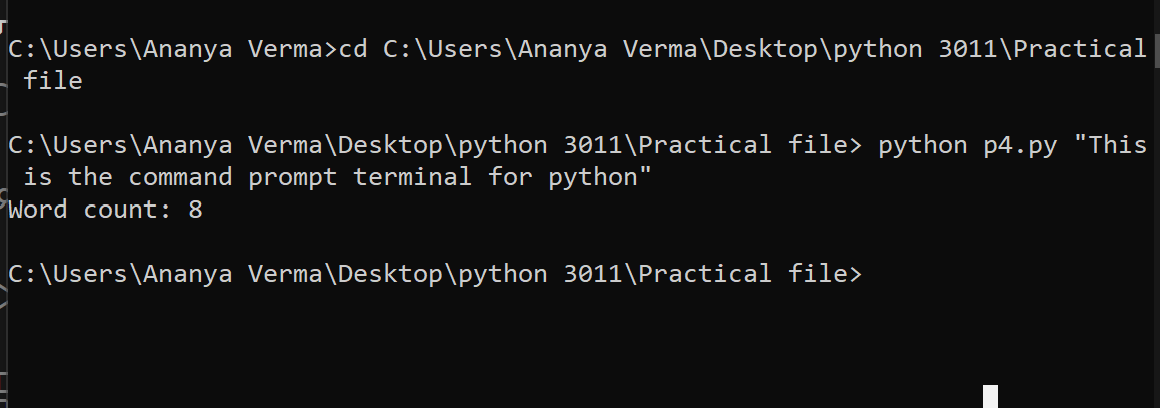 C:\Users\Ananya Verma>cd C:\Users\Ananya Verma\Desktop\python 3011\Practical
 file
C:\Users\Ananya Verma\Desktop\python 3011\Practical file> python p4.py "This
 is the command prompt terminal for python"
Word count: 8
C:\Users\Ananya Verma\Desktop\python 3011\Practical file>